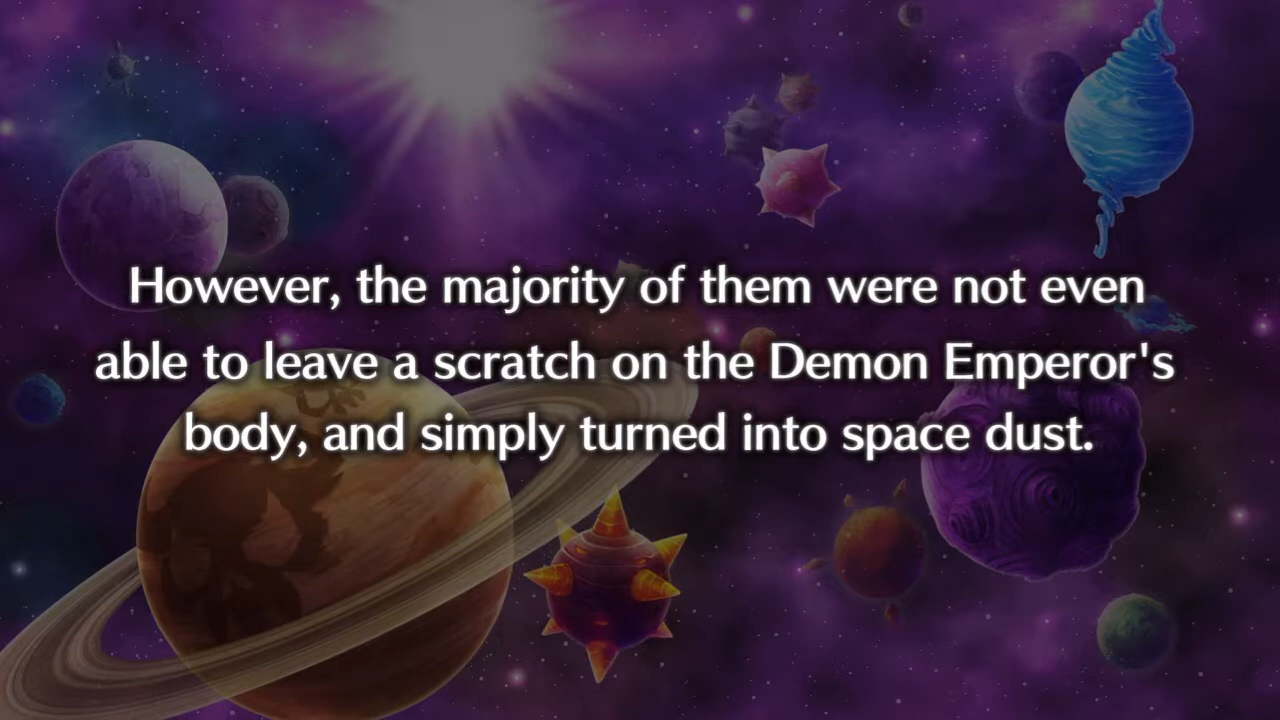 However, the majority of them were not even
able to leave a scratch on the Demon Emperor's
body, and simply turned into space dust.